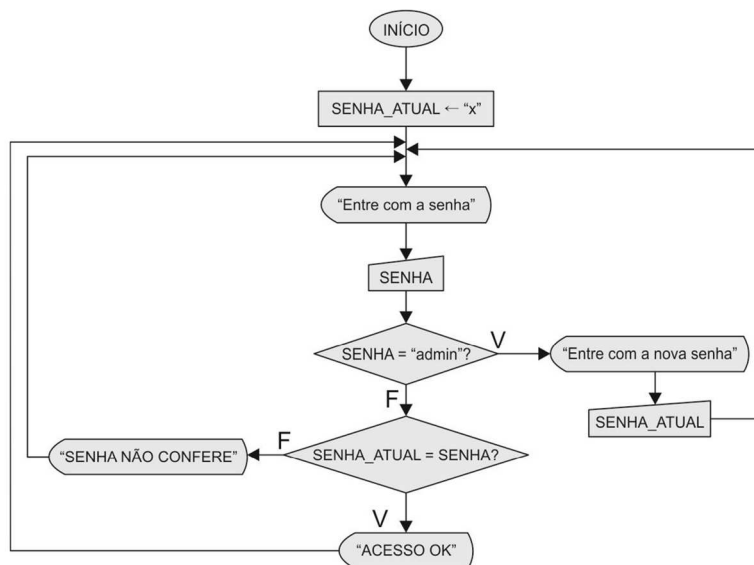 INÍCIO
SENHA_ATUAL ← “x”
“Entre com a senha”
SENHA
SENHA = “admin”?
V
“Entre com a nova senha”
SENHA_ATUAL
F
SENHA_ATUAL = SENHA?
F
“SENHA NÃO CONFERE”
V
“ACESSO OK”